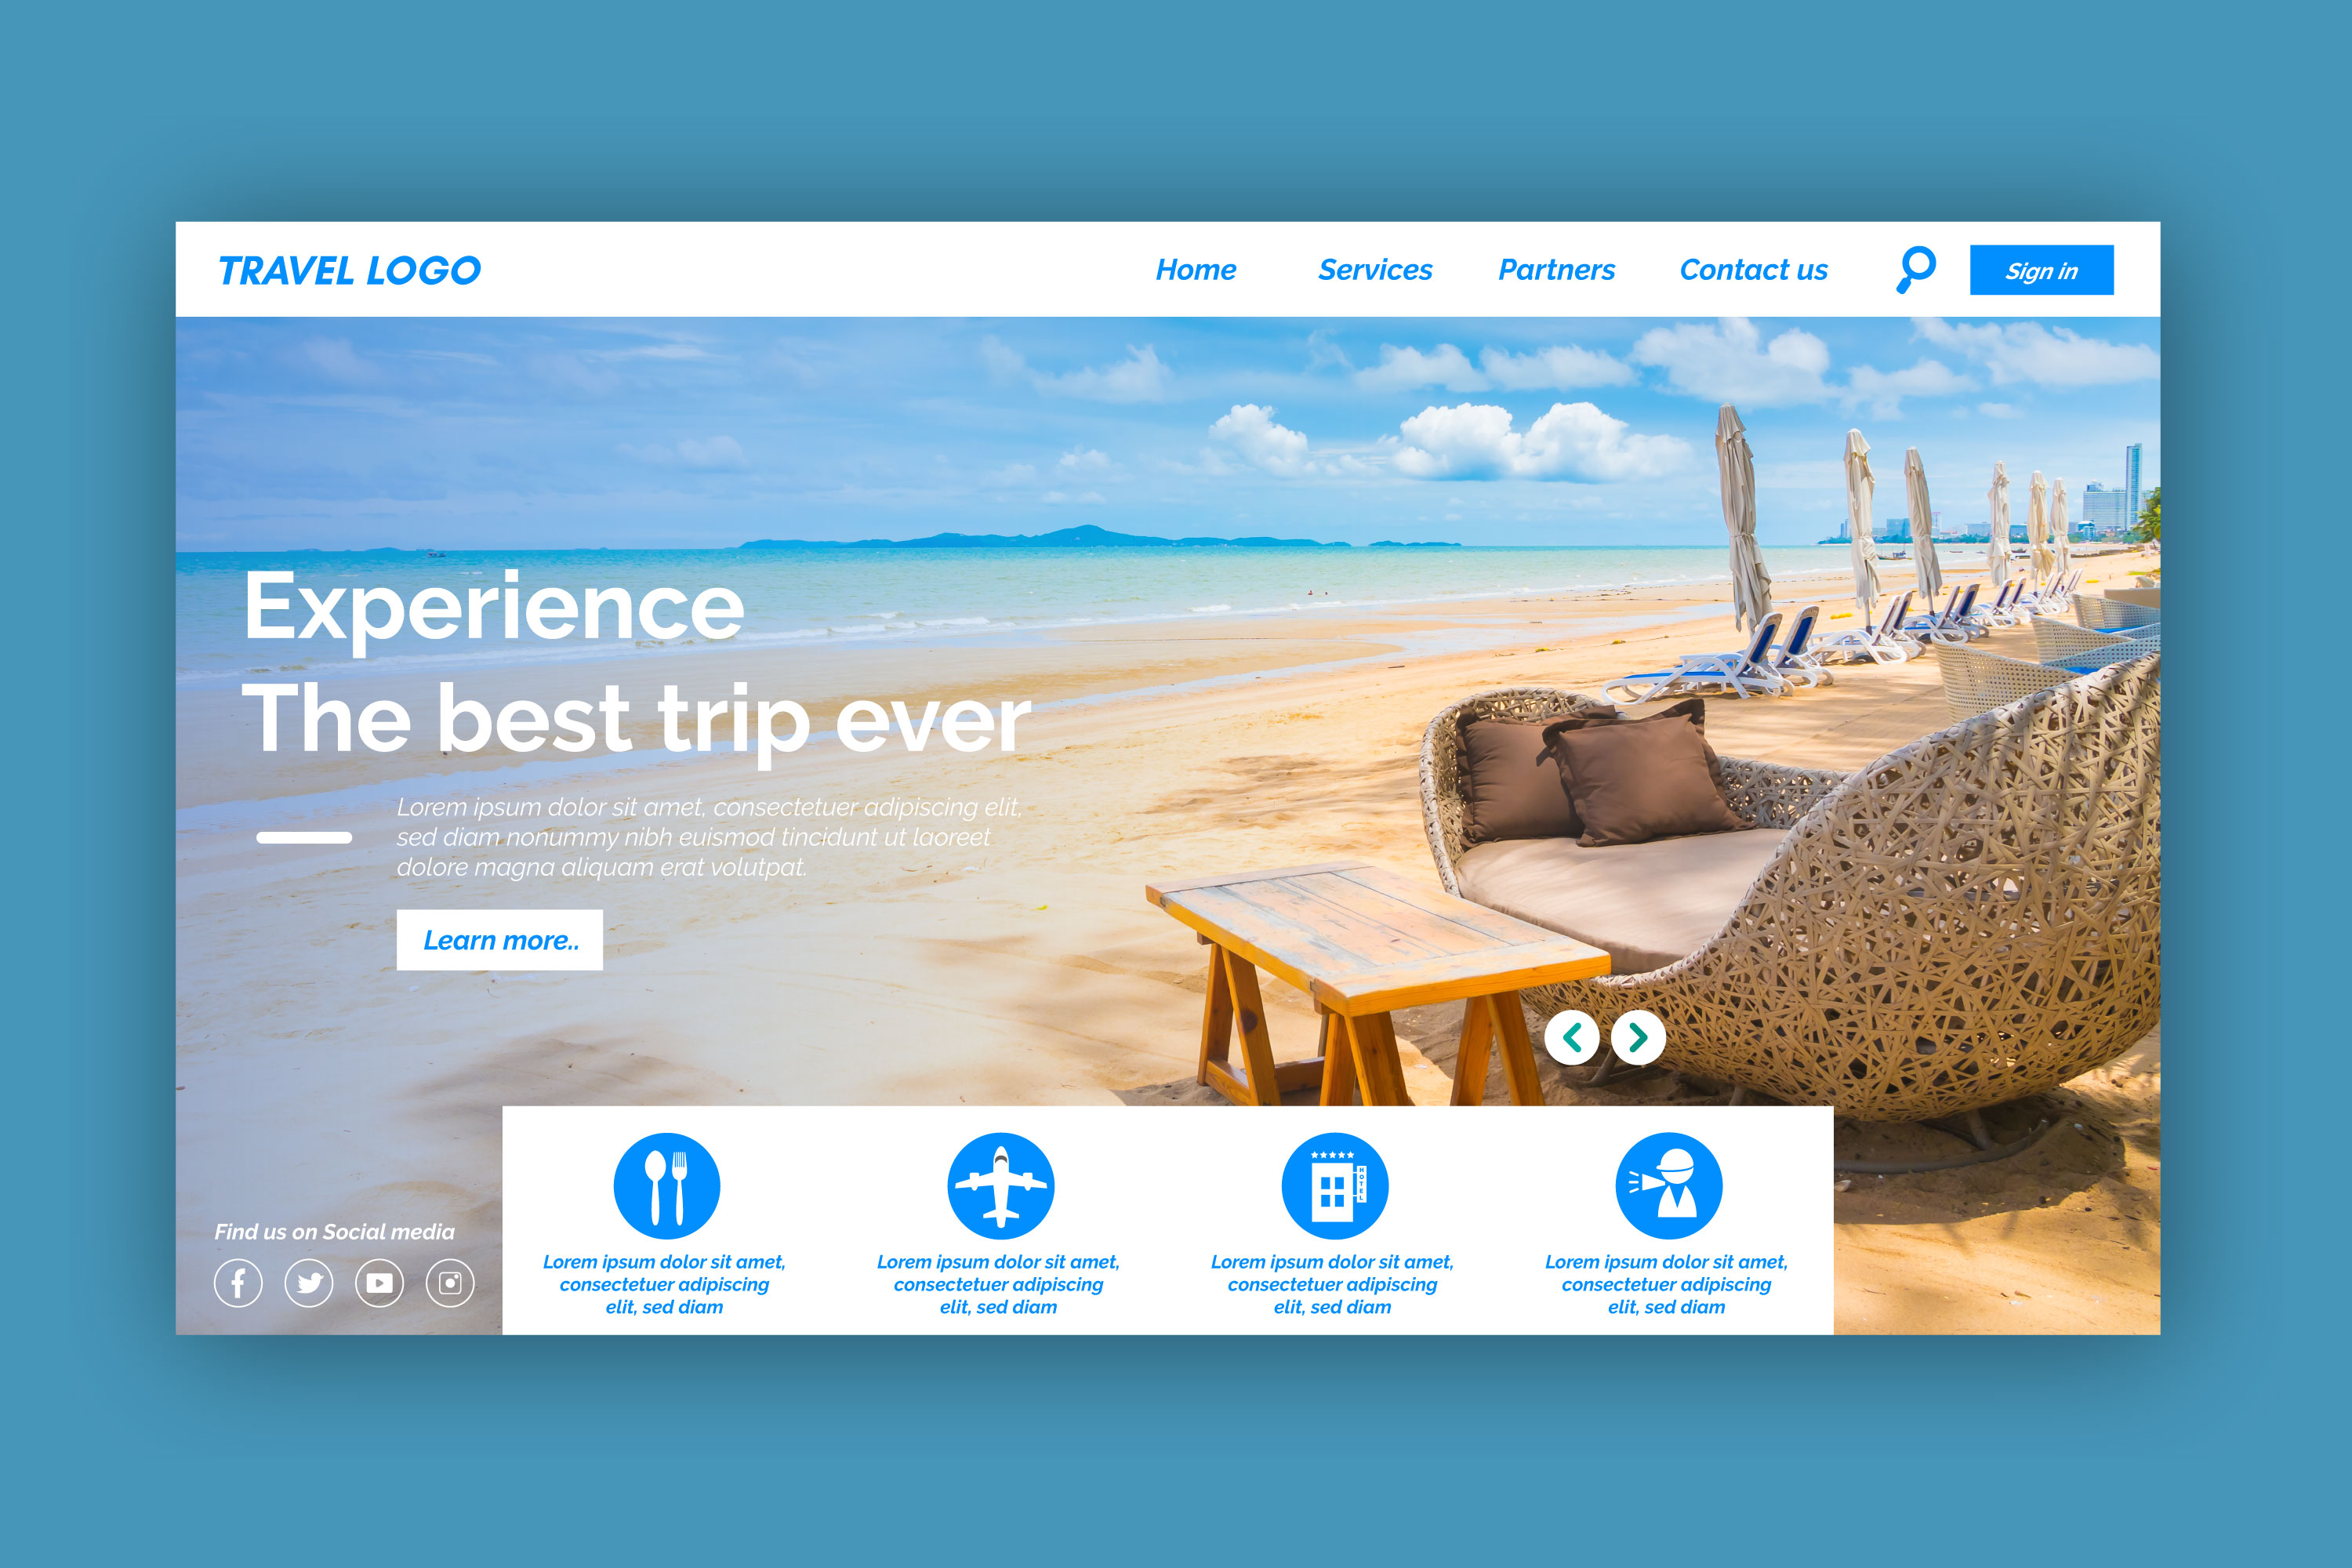 TRAVEL LOGO
Home
Services
Partners
Contact us
Sign in
Experience
The best trip ever
Lorem ipsum dolor sit amet, consectetuer adipiscing elit,
sed diam nonummy nibh euismod tincidunt ut laoreet
dolore magna aliquam erat volutpat.
Learn more..
HOTEL
Lorem ipsum dolor sit amet,
consectetuer adipiscing
elit, sed diam
Lorem ipsum dolor sit amet,
consectetuer adipiscing
elit, sed diam
Lorem ipsum dolor sit amet,
consectetuer adipiscing
elit, sed diam
Lorem ipsum dolor sit amet,
consectetuer adipiscing
elit, sed diam
Find us on Social media